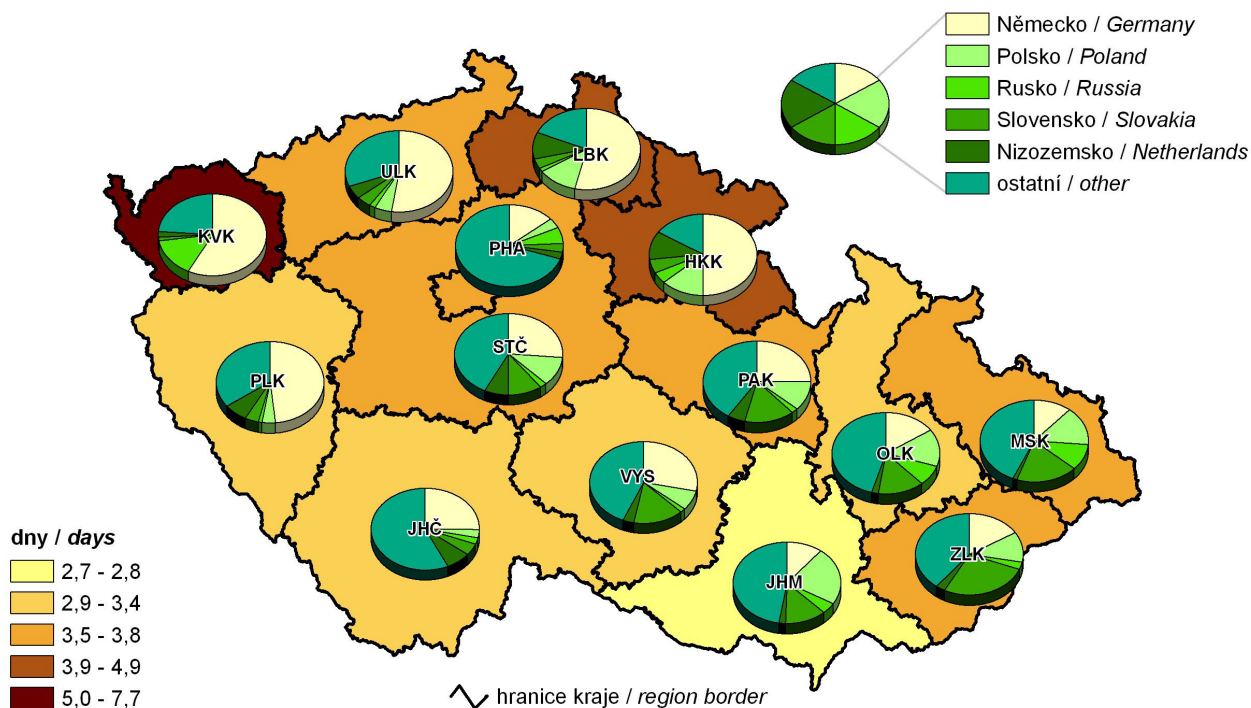 Německo / Germany
Polsko / Poland
Rusko / Russia
Slovensko / Slovakia
Nizozemsko / Netherlands
ostatní / other
LBK
ULK
KVK
PHA
HKK
STČ
PLK
PAK
MSK
OLK
VYS
JHČ
ZLK
JHM
dny / days
2,7 - 2,8
2,9 - 3,4
3,5 - 3,8
3,9 - 4,9
5,0 - 7,7
hranice kraje / region border